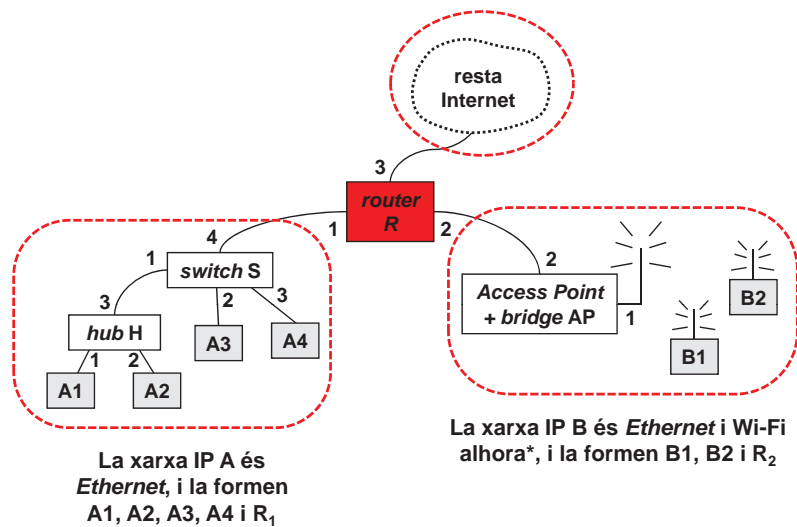 resta
Internet
3
router
R
1
2
4
1
switch S
2
3
3
hub H
1
2
A1
A2
A3
A4
2
Access Point
+ bridge AP
1
B1
B2
La xarxa IP A és
Ethernet, i la formen
A1, A2, A3, A4 i R₁
La xarxa IP B és Ethernet i Wi-Fi
alhora*, i la formen B1, B2 i R₂